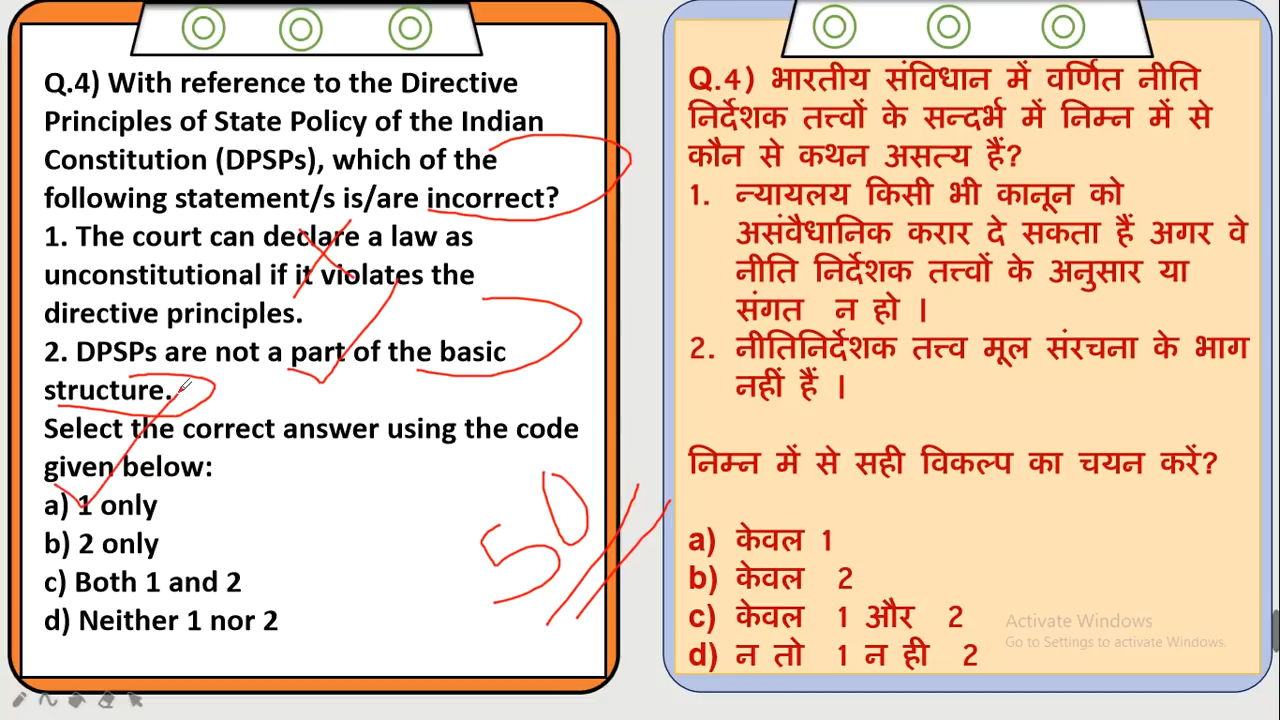 Q.4) With reference to the Directive
Principles of State Policy of the Indian
Constitution (DPSPs), which of the
following statement/s is/are incorrect?
1. The court can declare a law as
unconstitutional if it violates the
directive principles.
2. DPSPs are not a part of the basic
structure.
Select the correct answer using the code
given below:
a) 1 only
b) 2 only
c) Both 1 and 2
d) Neither 1 nor 2
50
Q.4) भारतीय संविधान में वर्णित नीति
निर्देशक तत्त्वों के सन्दर्भ में निम्न में से
कौन से कथन असत्य हैं?
1. न्यायलय किसी भी कानून को
असंवैधानिक करार दे सकता हैं अगर वे
नीति निर्देशक तत्त्वों के अनुसार या
संगत न हो |
2. नीतिनिर्देशक तत्त्व मूल संरचना के भाग
नहीं हैं |
निम्न में से सही विकल्प का चयन करें?
a) केवल 1
b) केवल 2
c) केवल 1 और 2
d) न तो 1 न ही 2
Activate Windows
Go to Settings to activate Windows.